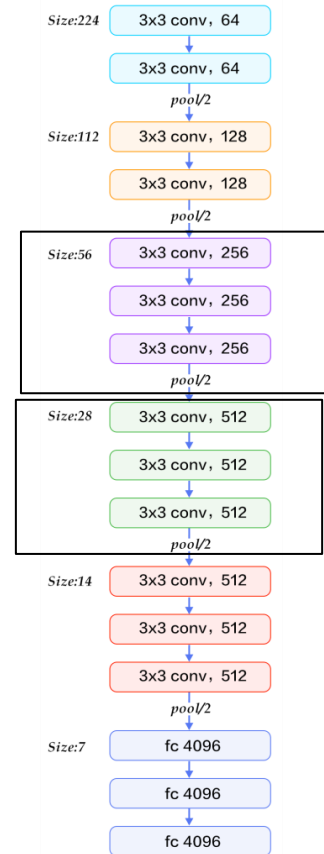 Size:224 3x3 conv, 64
3x3 conv, 64
pool/2
Size:112 3x3 conv, 128
3x3 conv, 128
pool/2
Size:56 3x3 conv, 256
3x3 conv, 256
3x3 conv, 256
pool/2
Size:28 3x3 conv, 512
3x3 conv, 512
3x3 conv, 512
pool/2
Size:14 3x3 conv, 512
3x3 conv, 512
3x3 conv, 512
pool/2
Size:7 fc 4096
fc 4096
fc 4096